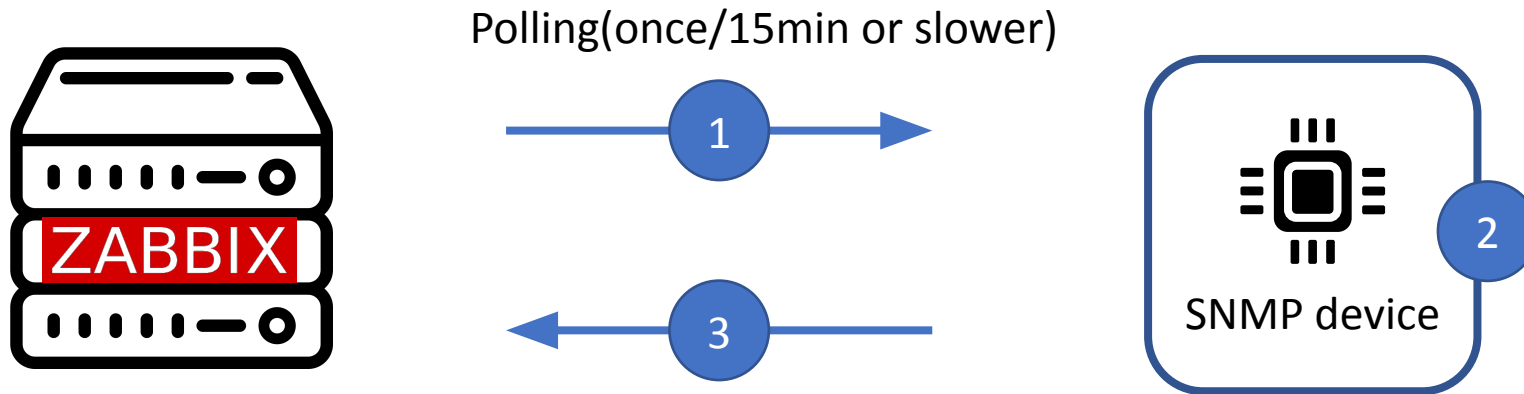 Polling(once/15min or slower)
1
ZABBIX
2
SNMP device
3